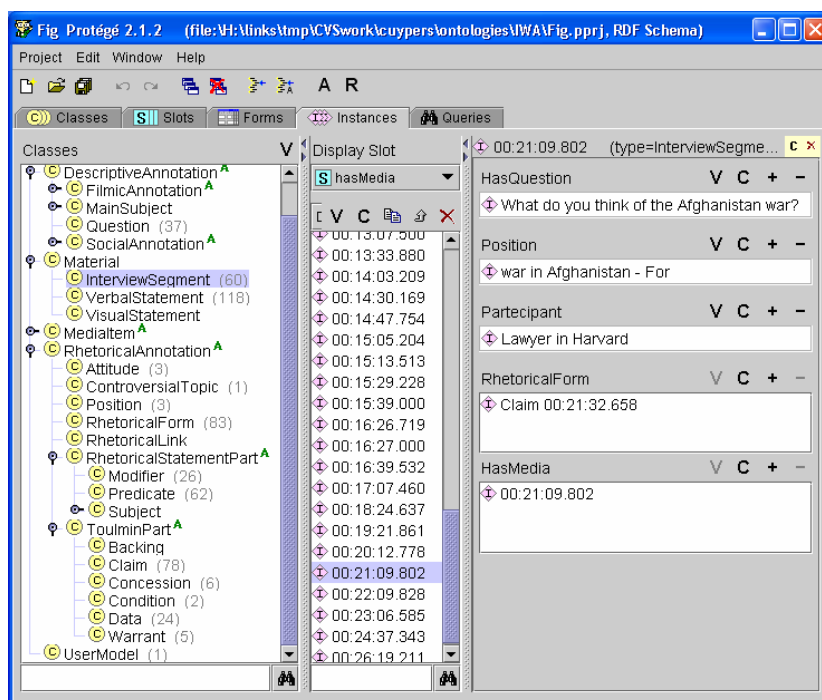 Fig Protégé 2.1.2 (file:\H:\links\tmp\CVSwork\cuypers\ontologies\IWA\Fig.pprj, RDF Schema)
Project Edit Window Help
A R
C Classes S Slots Forms Instances Queries
Classes V
DescriptiveAnnotation A
FilmicAnnotation A
MainSubject
Question (37)
SocialAnnotation A
Material
InterviewSegment (60)
VerbalStatement (118)
VisualStatement
MediaItem A
RhetoricalAnnotation A
Attitude (3)
ControversialTopic (1)
Position (3)
RhetoricalForm (83)
RhetoricalLink
RhetoricalStatementPart A
Modifier (26)
Predicate (62)
Subject
ToulminPart A
Backing
Claim (78)
Concession (6)
Condition (2)
Data (24)
Warrant (5)
UserModel (1)
Display Slot
S hasMedia
V C
00:13:07.500
00:13:33.880
00:14:03.209
00:14:30.169
00:14:47.754
00:15:05.204
00:15:13.513
00:15:29.228
00:15:39.000
00:16:26.719
00:16:27.000
00:16:39.532
00:17:07.460
00:18:24.637
00:19:21.861
00:20:12.778
00:21:09.802
00:22:09.828
00:23:06.585
00:24:37.343
00:26:19.211
00:21:09.802 (type=InterviewSegme... C ×
HasQuestion V C + −
What do you think of the Afghanistan war?
Position V C + −
war in Afghanistan - For
Partecipant V C + −
Lawyer in Harvard
RhetoricalForm V C + −
Claim 00:21:32.658
HasMedia V C + −
00:21:09.802